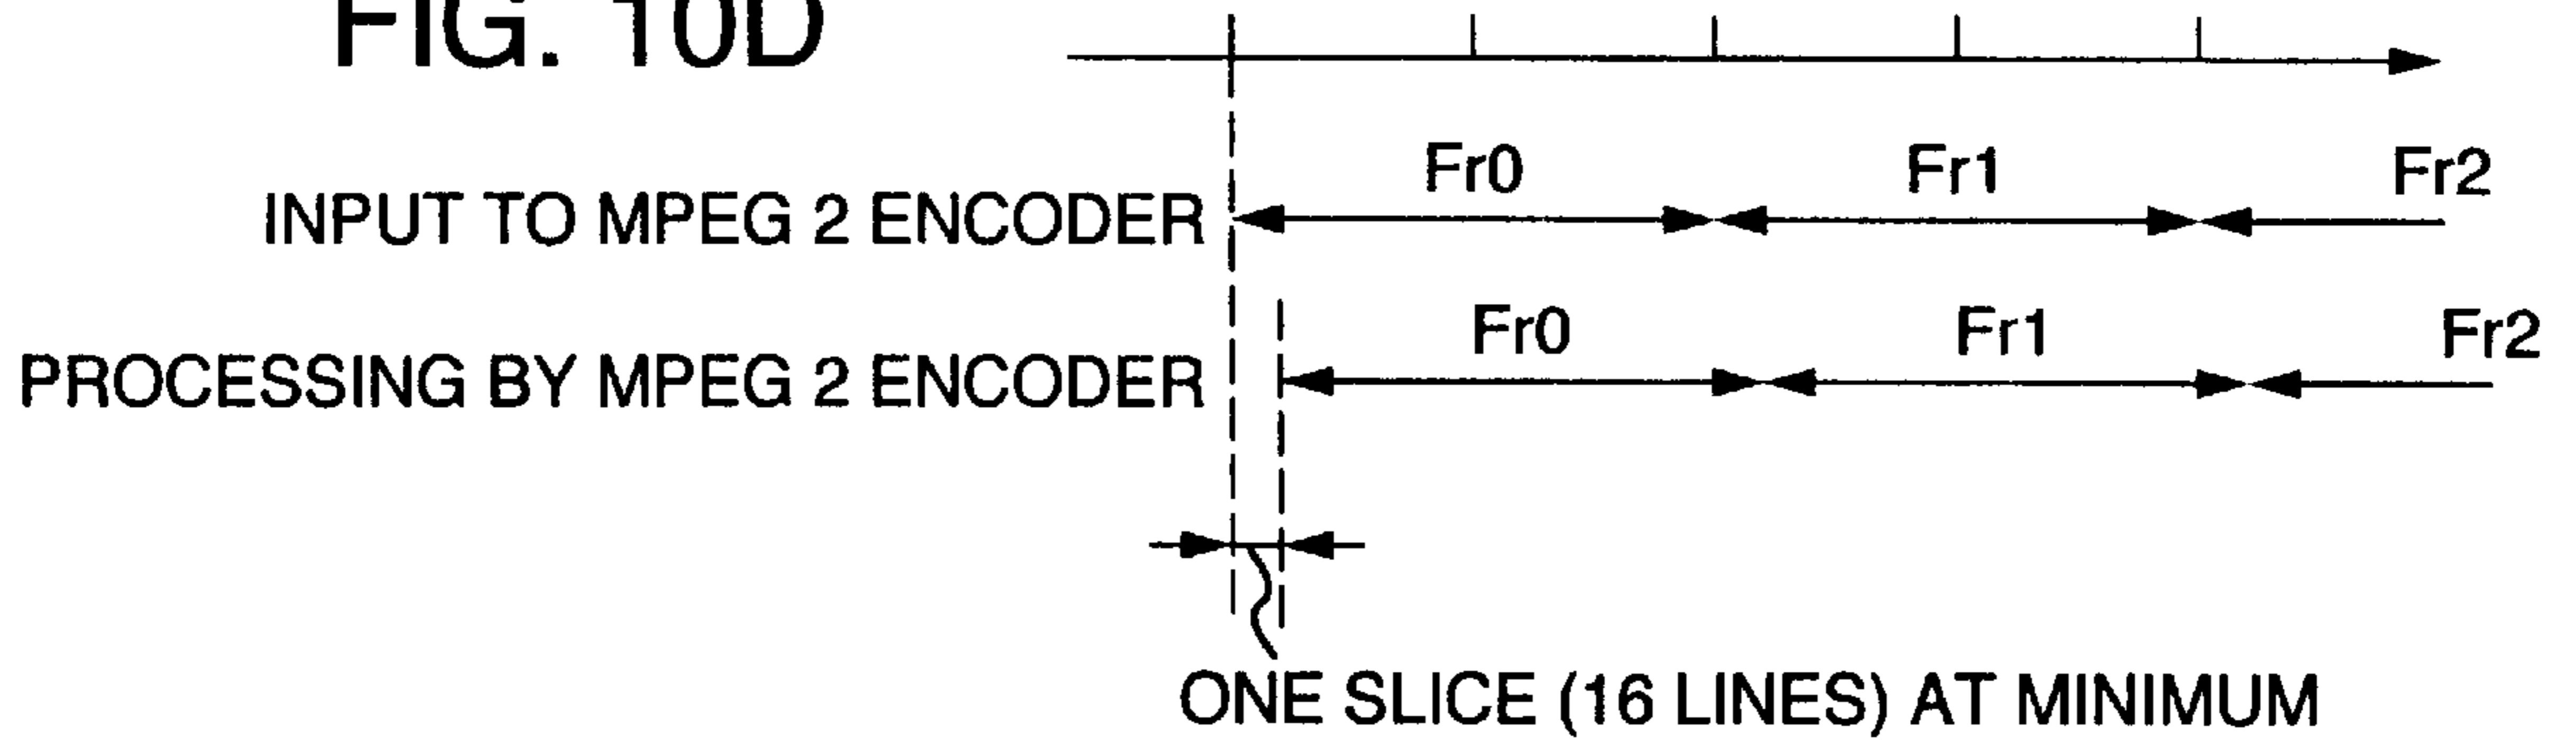 FIG. 10D
Fr0 Fr1 Fr2
INPUT TO MPEG 2 ENCODER
Fr0 Fr1 Fr2
PROCESSING BY MPEG 2 ENCODER
ONE SLICE (16 LINES) AT MINIMUM